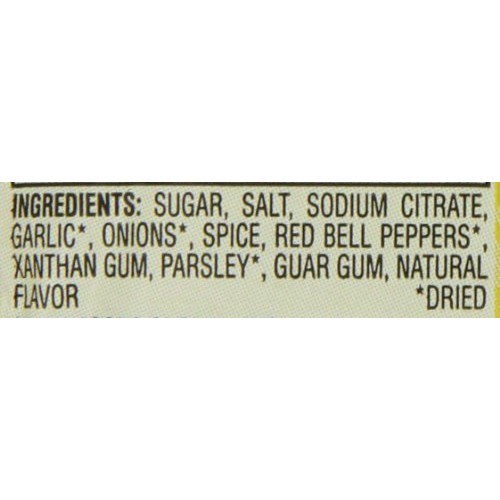 INGREDIENTS: SUGAR, SALT, SODIUM CITRATE,
GARLIC*, ONIONS*, SPICE, RED BELL PEPPERS*,
XANTHAN GUM, PARSLEY*, GUAR GUM, NATURAL
FLAVOR *DRIED